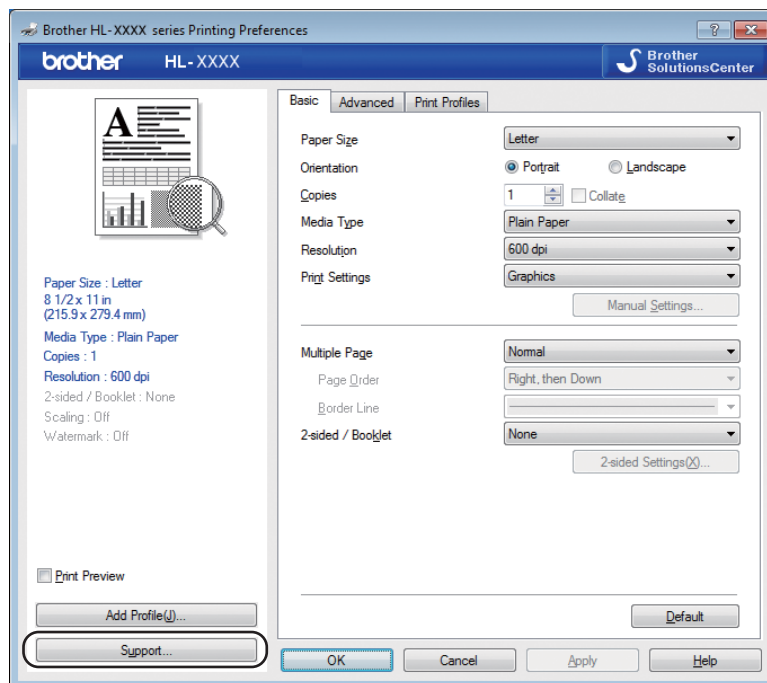 Brother HL-XXXX series Printing Preferences
brother HL-XXXX
Brother
SolutionsCenter
A
Paper Size : Letter
8 1/2 x 11 in
(215.9 x 279.4 mm)
Media Type : Plain Paper
Copies : 1
Resolution : 600 dpi
2-sided / Booklet : None
Scaling : Off
Watermark : Off
Print Preview
Add Profile(J)...
Support...
Basic Advanced Print Profiles
Paper Size Letter
Orientation Portrait Landscape
Copies 1 Collate
Media Type Plain Paper
Resolution 600 dpi
Print Settings Graphics
Manual Settings...
Multiple Page Normal
Page Order Right, then Down
Border Line
2-sided / Booklet None
2-sided Settings(X)...
Default
OK Cancel Apply Help